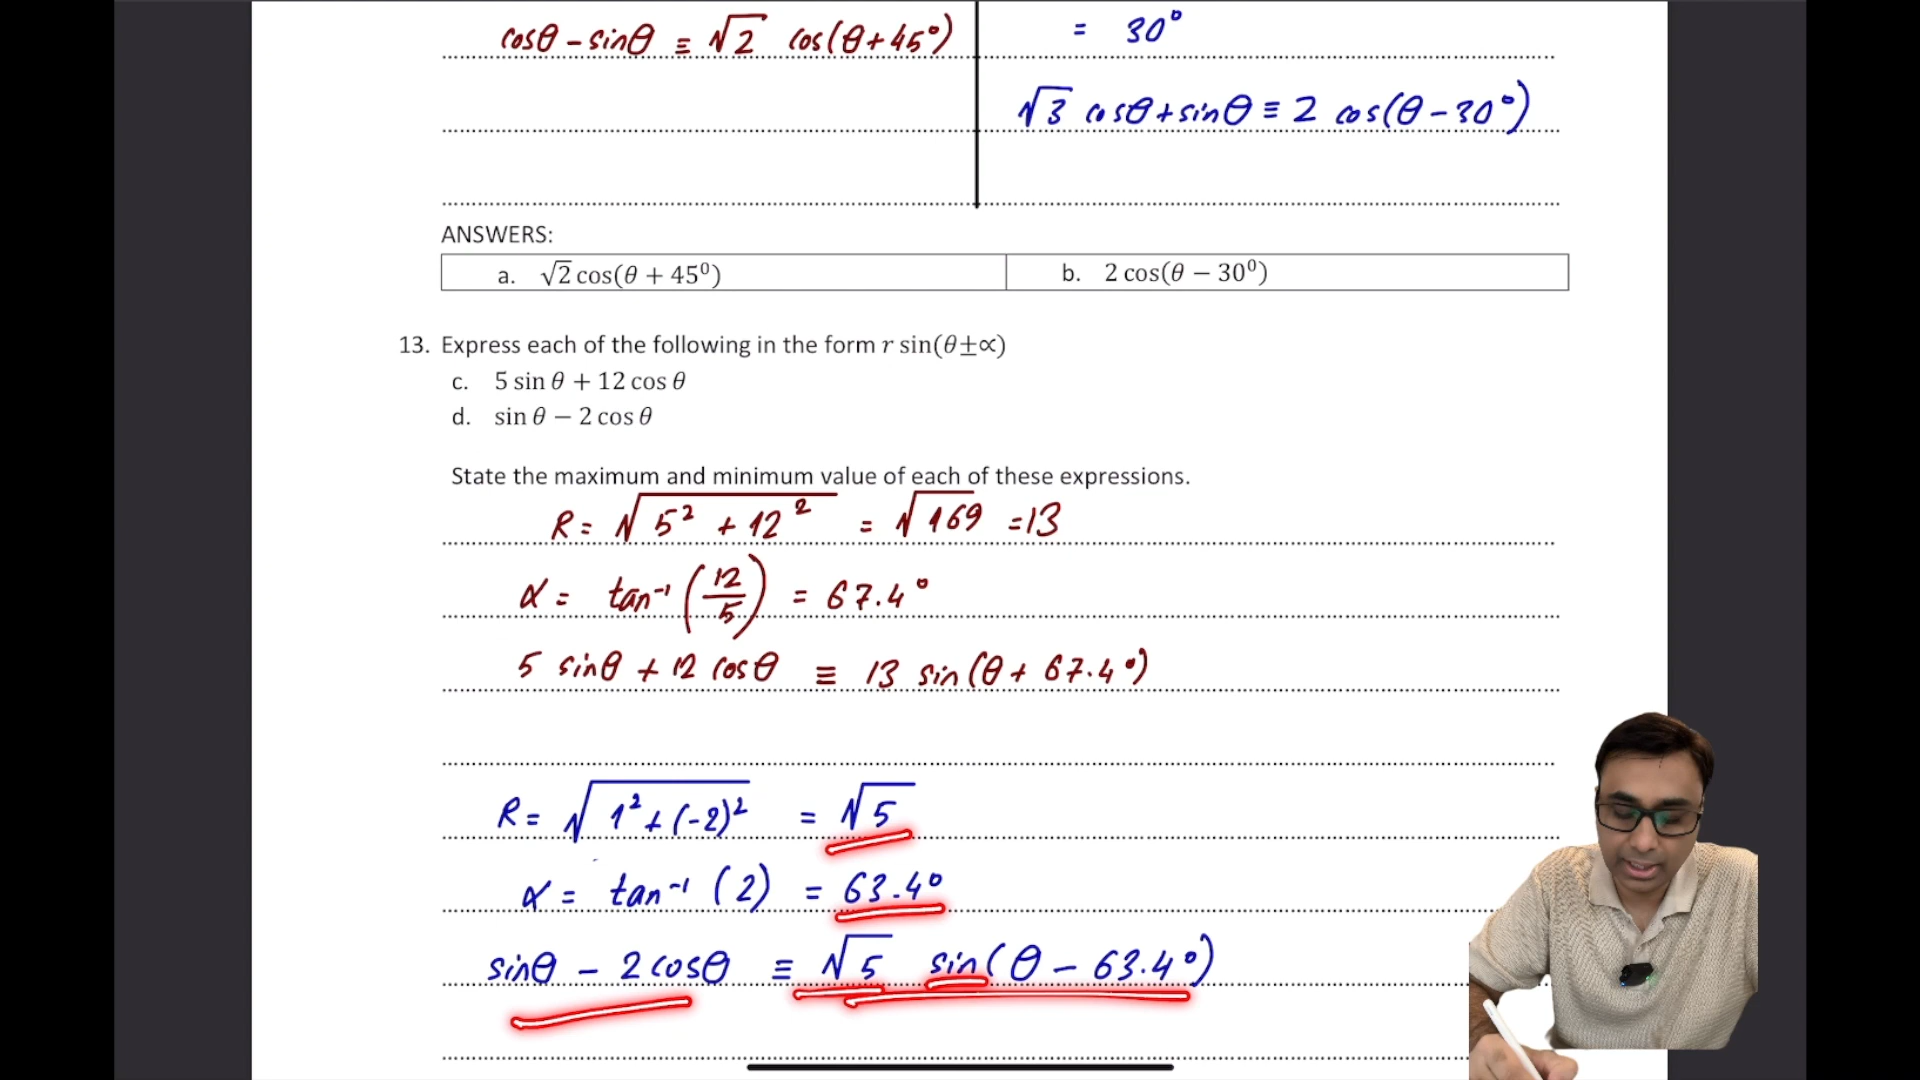 cosθ - sinθ ≡ √2 cos(θ + 45°)
= 30°
√3 cosθ + sinθ ≡ 2 cos(θ - 30°)
ANSWERS:
a. √2 cos(θ + 45⁰)
b. 2 cos(θ − 30⁰)
13. Express each of the following in the form r sin(θ±∝)
c. 5 sin θ + 12 cos θ
d. sin θ − 2 cos θ
State the maximum and minimum value of each of these expressions.
R = √5² + 12² = √169 = 13
α = tan⁻¹ (12/5) = 67.4°
5 sinθ + 12 cosθ ≡ 13 sin(θ + 67.4°)
R = √1² + (-2)² = √5
α = tan⁻¹ (2) = 63.4°
sinθ - 2cosθ ≡ √5 sin(θ - 63.4°)